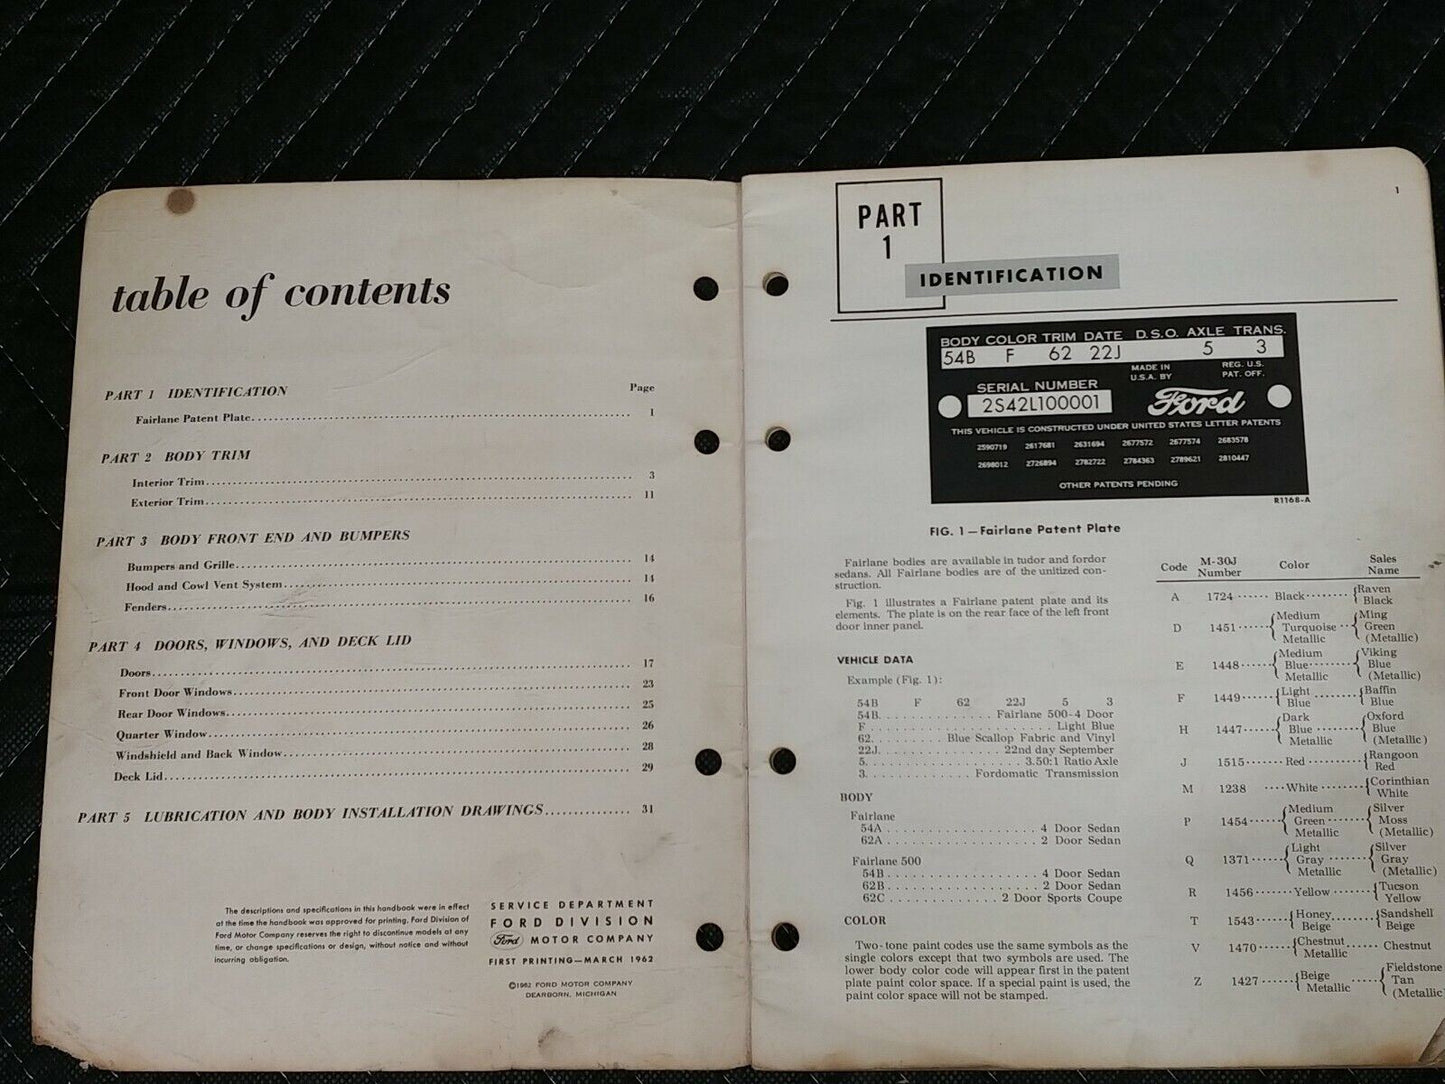 table of contents
PART 1 IDENTIFICATION Page
Fairlane Patent Plate 1
PART 2 BODY TRIM
Interior Trim 3
Exterior Trim 11
PART 3 BODY FRONT END AND BUMPERS
Bumpers and Grille 14
Hood and Cowl Vent System 14
Fenders 16
PART 4 DOORS, WINDOWS, AND DECK LID
Doors 17
Front Door Windows 23
Rear Door Windows 25
Quarter Window 26
Windshield and Back Window 28
Deck Lid 29
PART 5 LUBRICATION AND BODY INSTALLATION DRAWINGS 31
The descriptions and specifications in this handbook were in effect
at the time the handbook was approved for printing. Ford Division of
Ford Motor Company reserves the right to discontinue models at any
time, or change specifications or design, without notice and without
incurring obligation.
SERVICE DEPARTMENT
FORD DIVISION
Ford MOTOR COMPANY
FIRST PRINTING—MARCH 1962
©1962 FORD MOTOR COMPANY
DEARBORN, MICHIGAN
1
PART
1
IDENTIFICATION
BODY COLOR TRIM DATE D.S.O. AXLE TRANS.
54B F 62 22J 5 3
MADE IN
U.S.A. BY
REG. U.S.
PAT. OFF.
SERIAL NUMBER
2S42L100001
Ford
THIS VEHICLE IS CONSTRUCTED UNDER UNITED STATES LETTER PATENTS
2590719 2617681 2631694 2677572 2677574 2683578
2698012 2726894 2782722 2784363 2789621 2810447
OTHER PATENTS PENDING
R1168-A
FIG. 1—Fairlane Patent Plate
Fairlane bodies are available in tudor and fordor
sedans. All Fairlane bodies are of the unitized con-
struction.
Fig. 1 illustrates a Fairlane patent plate and its
elements. The plate is on the rear face of the left front
door inner panel.
VEHICLE DATA
Example (Fig. 1):
54B F 62 22J 5 3
54B. . . . . . . . . . . . . . Fairlane 500-4 Door
F . . . . . . . . . . . . . . . . . . . . . . . Light Blue
62. . . . . . . . Blue Scallop Fabric and Vinyl
22J. . . . . . . . . . . . . . . 22nd day September
5. . . . . . . . . . . . . . . . . . . 3.50:1 Ratio Axle
3. . . . . . . . . . . . Fordomatic Transmission
BODY
Fairlane
54A . . . . . . . . . . . . . . . . . . 4 Door Sedan
62A . . . . . . . . . . . . . . . . . . 2 Door Sedan
Fairlane 500
54B . . . . . . . . . . . . . . . . . . 4 Door Sedan
62B . . . . . . . . . . . . . . . . . . 2 Door Sedan
62C . . . . . . . . . . . . . 2 Door Sports Coupe
COLOR
Two-tone paint codes use the same symbols as the
single colors except that two symbols are used. The
lower body color code will appear first in the patent
plate paint color space. If a special paint is used, the
paint color space will not be stamped.
Code M-30J Number Color Sales Name
A 1724 Black Raven Black
D 1451 Medium Turquoise Metallic Ming Green (Metallic)
E 1448 Medium Blue Metallic Viking Blue (Metallic)
F 1449 Light Blue Baffin Blue
H 1447 Dark Blue Metallic Oxford Blue (Metallic)
J 1515 Red Rangoon Red
M 1238 White Corinthian White
P 1454 Medium Green Metallic Silver Moss (Metallic)
Q 1371 Light Gray Metallic Silver Gray (Metallic)
R 1456 Yellow Tucson Yellow
T 1543 Honey Beige Sandshell Beige
V 1470 Chestnut Metallic Chestnut
Z 1427 Beige Metallic Fieldstone Tan (Metallic